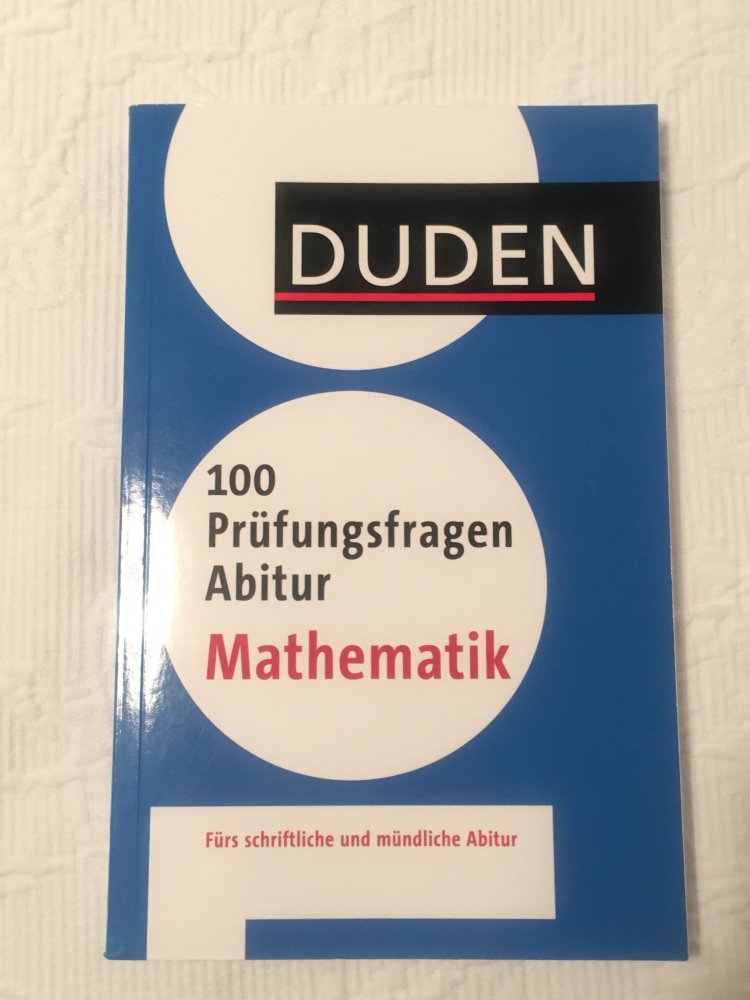 DUDEN
100
Prüfungsfragen
Abitur
Mathematik
Fürs schriftliche und mündliche Abitur